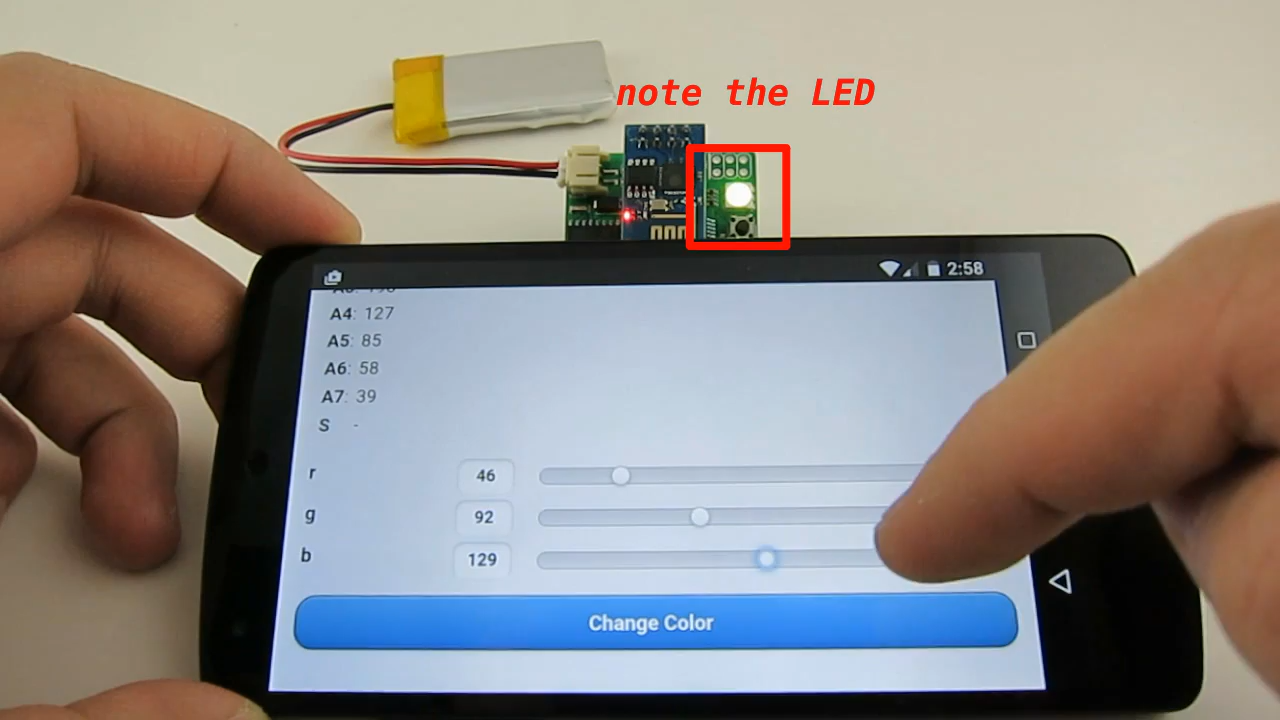 note the LED
2:58
A4: 127
A5: 85
A6: 58
A7: 39
S -
r 46
g 92
b 129
Change Color